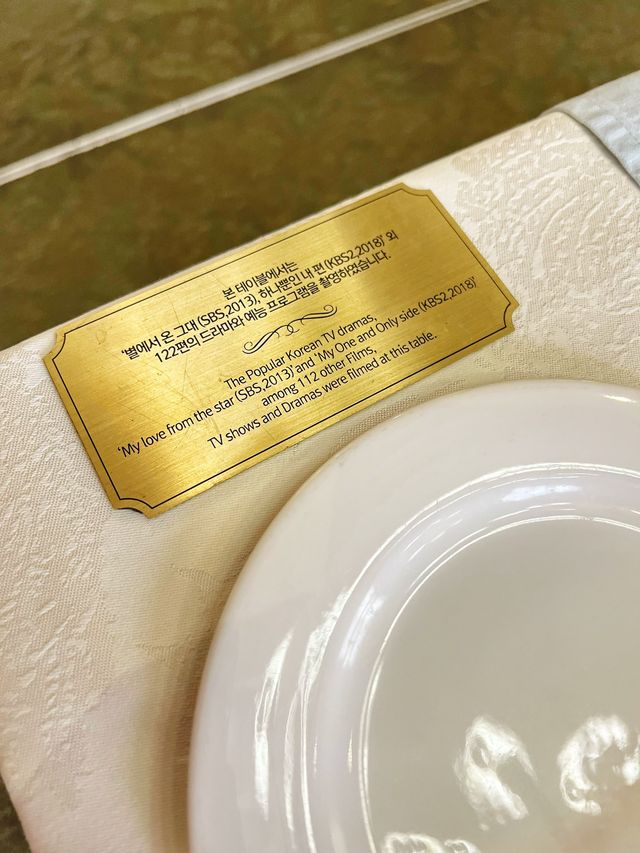 본 테이블에서는
'별에서 온 그대(SBS,2013), 하나뿐인 내 편(KBS2,2018)' 외
122편의 드라마와 예능 프로그램을 촬영하였습니다.
The Popular Korean TV dramas,
'My love from the star(SBS,2013)' and 'My One and Only side (KBS2,2018)'
among 112 other Films,
TV shows and Dramas were filmed at this table.